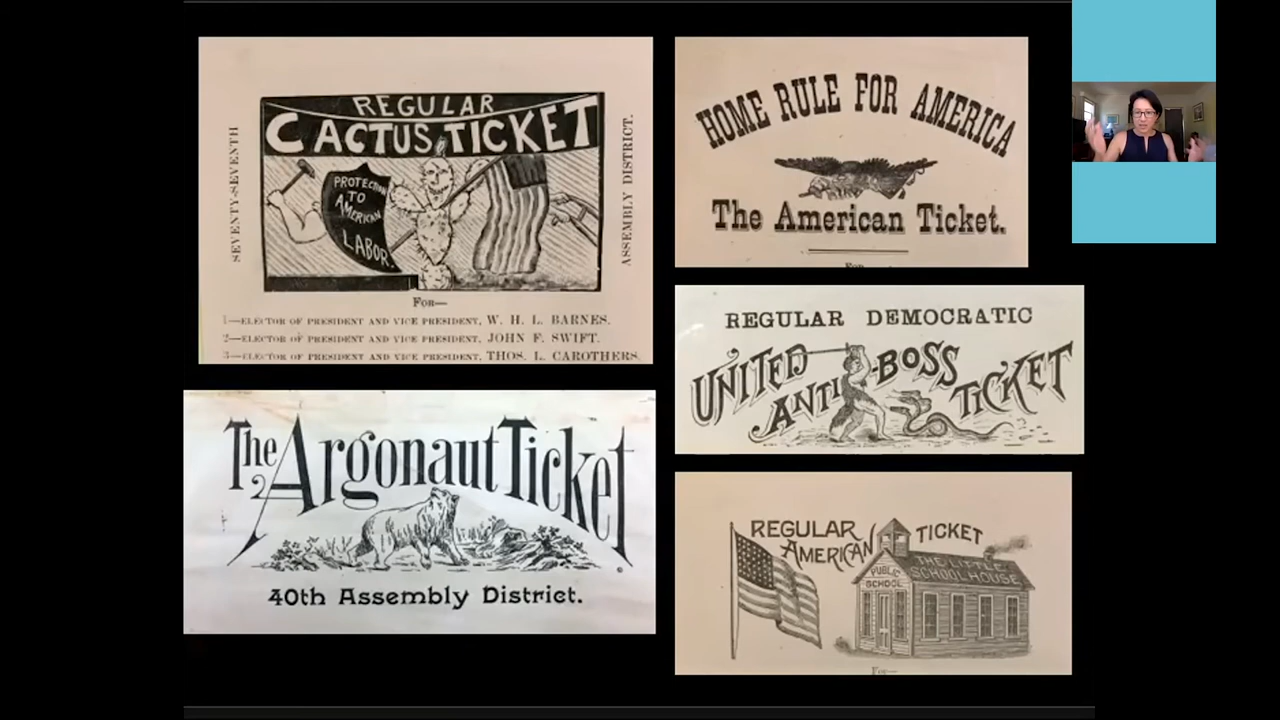 REGULAR
CACTUS TICKET
SEVENTY-SEVENTH
PROTECTION
TO
AMERICAN
LABOR.
ASSEMBLY DISTRICT.
FOR—
1—ELECTOR OF PRESIDENT AND VICE PRESIDENT, W. H. L. BARNES.
2—ELECTOR OF PRESIDENT AND VICE PRESIDENT, JOHN F. SWIFT.
3—ELECTOR OF PRESIDENT AND VICE PRESIDENT, THOS. L. CAROTHERS.
HOME RULE FOR AMERICA
The American Ticket.
FOR
REGULAR DEMOCRATIC
UNITED
ANTI-BOSS
TICKET
The Argonaut Ticket
2
40th Assembly District.
REGULAR
AMERICAN
TICKET
PUBLIC
SCHOOL
THE LITTLE
SCHOOLHOUSE
For—